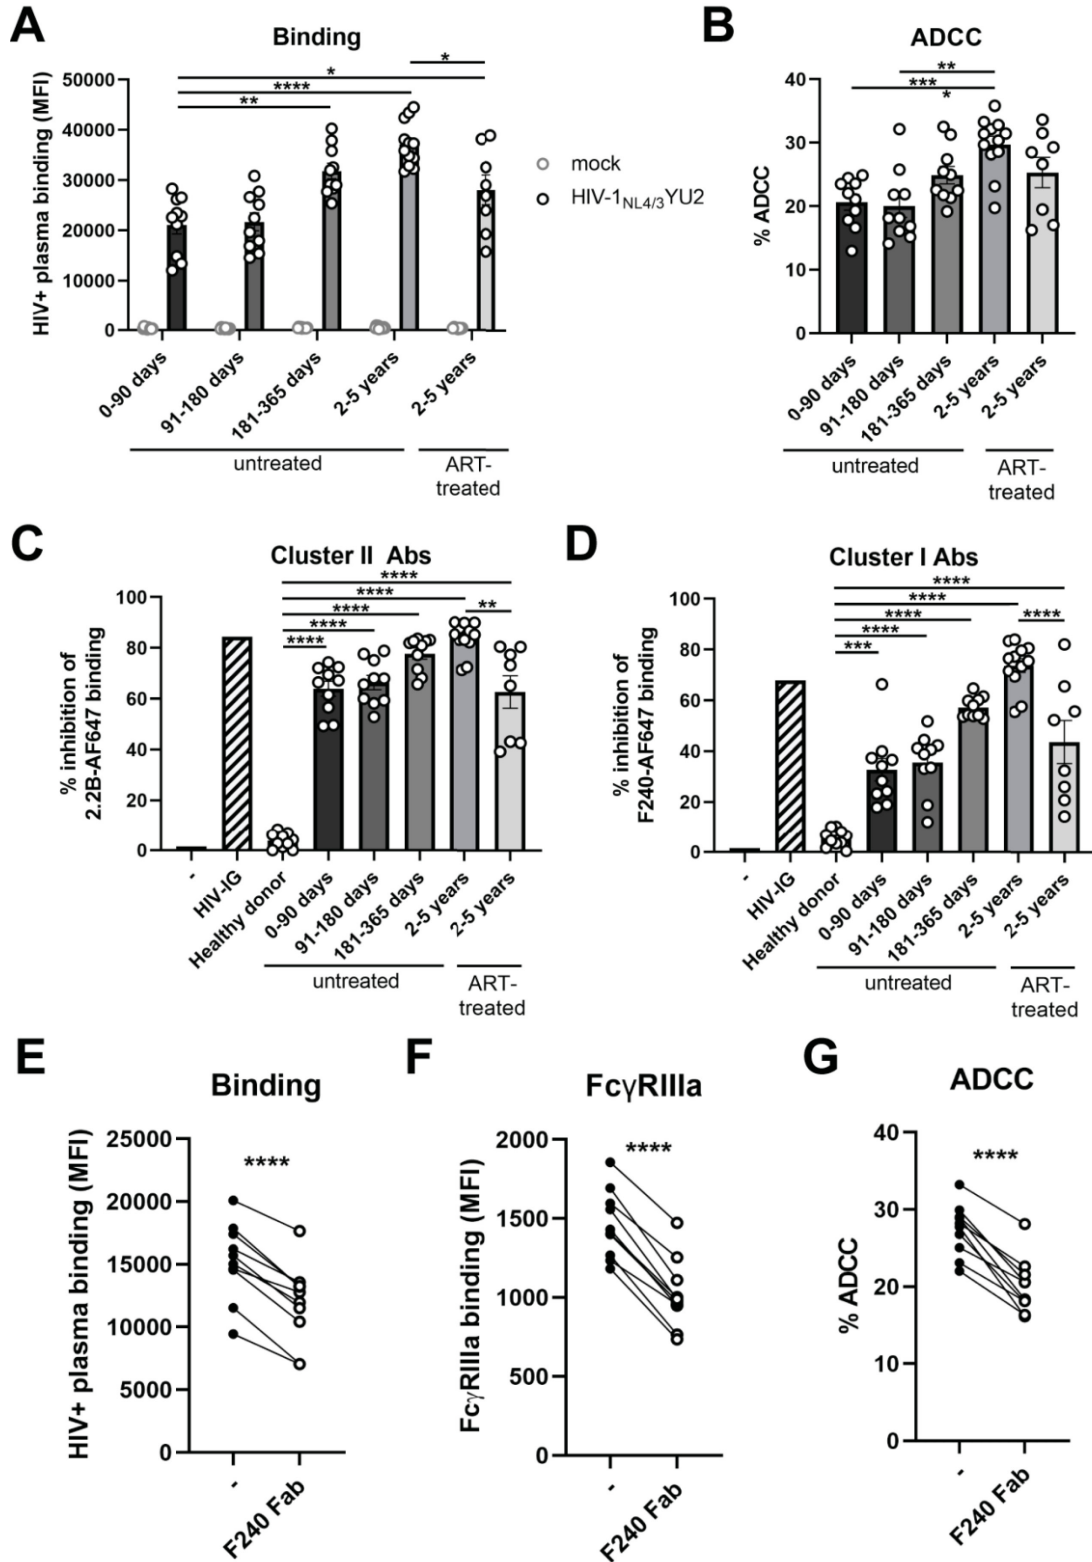 A
Binding
HIV+ plasma binding (MFI)
50000
40000
30000
20000
10000
0
*
*
****
**
mock
HIV-1NL4/3YU2
0-90 days
91-180 days
181-365 days
2-5 years
2-5 years
untreated
ART-
treated
B
ADCC
% ADCC
40
30
20
10
0
**
***
*
0-90 days
91-180 days
181-365 days
2-5 years
2-5 years
untreated
ART-
treated
C
Cluster II Abs
% inhibition of
2.2B-AF647 binding
100
80
60
40
20
0
****
****
****
**
****
****
-
HIV-IG
Healthy donor
0-90 days
91-180 days
181-365 days
2-5 years
2-5 years
untreated
ART-
treated
D
Cluster I Abs
% inhibition of
F240-AF647 binding
100
80
60
40
20
0
****
****
****
****
****
***
-
HIV-IG
Healthy donor
0-90 days
91-180 days
181-365 days
2-5 years
2-5 years
untreated
ART-
treated
E
Binding
HIV+ plasma binding (MFI)
25000
20000
15000
10000
5000
0
****
-
F240 Fab
F
FcγRIIIa
FcγRIIIa binding (MFI)
2000
1500
1000
500
0
****
-
F240 Fab
G
ADCC
% ADCC
40
30
20
10
0
****
-
F240 Fab